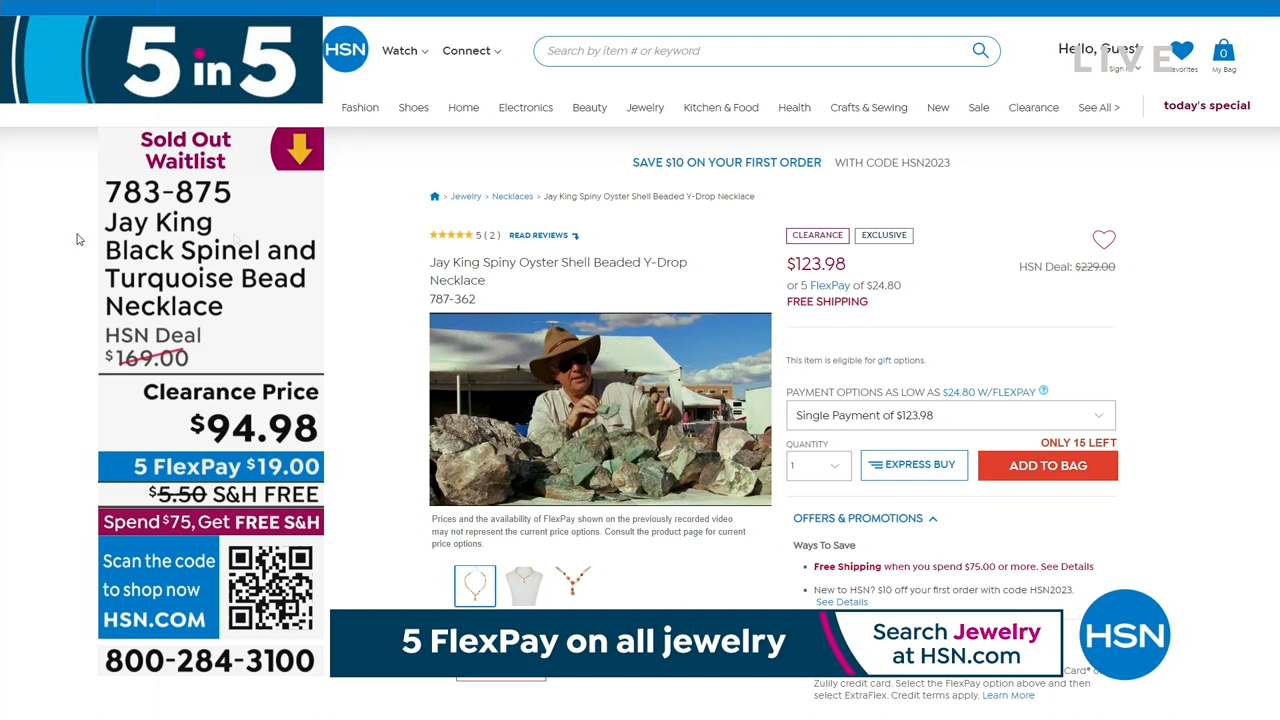 5 in 5
HSN
Watch
Connect
Search by item # or keyword
Hello, Guest
LIVE
My Bag
0
Fashion
Shoes
Home
Electronics
Beauty
Jewelry
Kitchen & Food
Health
Crafts & Sewing
New
Sale
Clearance
See All >
today's special
Sold Out
Waitlist
783-875
Jay King
Black Spinel and
Turquoise Bead
Necklace
HSN Deal
$169.00
Clearance Price
$94.98
5 FlexPay $19.00
$5.50 S&H FREE
Spend $75, Get FREE S&H
Scan the code
to shop now
HSN.COM
800-284-3100
SAVE $10 ON YOUR FIRST ORDER WITH CODE HSN2023
Jewelry > Necklaces > Jay King Spiny Oyster Shell Beaded Y-Drop Necklace
5 ( 2 ) READ REVIEWS
Jay King Spiny Oyster Shell Beaded Y-Drop
Necklace
787-362
Prices and the availability of FlexPay shown on the previously recorded video
may not represent the current price options. Consult the product page for current
price options.
CLEARANCE EXCLUSIVE
$123.98
HSN Deal: $229.00
or 5 FlexPay of $24.80
FREE SHIPPING
This item is eligible for gift options.
PAYMENT OPTIONS AS LOW AS $24.80 W/FLEXPAY
Single Payment of $123.98
QUANTITY
ONLY 15 LEFT
1
EXPRESS BUY
ADD TO BAG
OFFERS & PROMOTIONS
Ways To Save
Free Shipping when you spend $75.00 or more. See Details
New to HSN? $10 off your first order with code HSN2023.
See Details
5 FlexPay on all jewelry
Search Jewelry
at HSN.com
HSN
Card®
Zulily credit card. Select the FlexPay option above and then
select ExtraFlex. Credit terms apply. Learn More